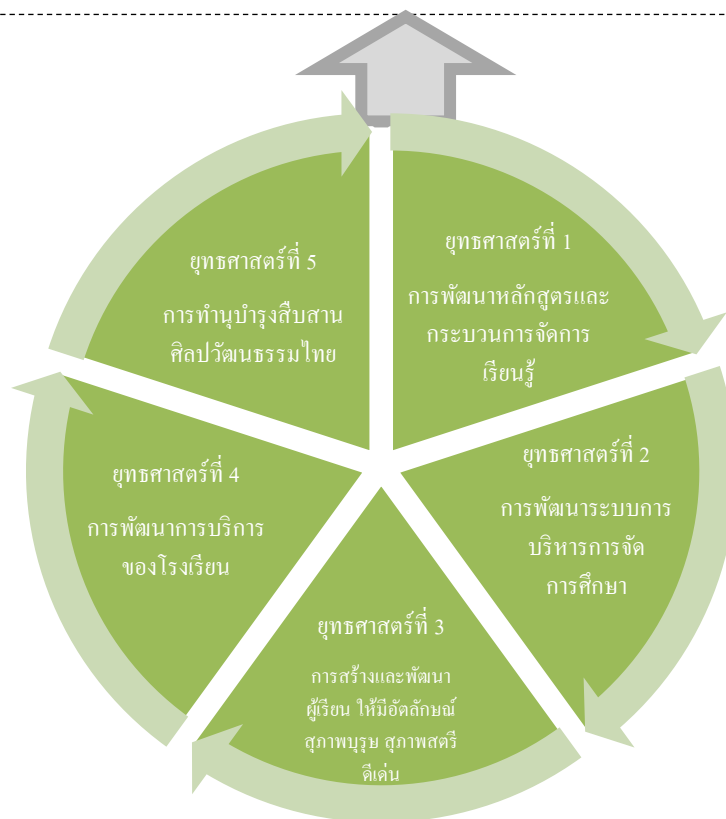 ยุทธศาสตร์ที่ 1
การพัฒนาหลักสูตรและ
กระบวนการจัดการ
เรียนรู้
ยุทธศาสตร์ที่ 2
การพัฒนาระบบการ
บริหารการจัด
การศึกษา
ยุทธศาสตร์ที่ 3
การสร้างและพัฒนา
ผู้เรียน ให้มีอัตลักษณ์
สุภาพบุรุษ สุภาพสตรี
ดีเด่น
ยุทธศาสตร์ที่ 4
การพัฒนาการบริการ
ของโรงเรียน
ยุทธศาสตร์ที่ 5
การทำนุบำรุงสืบสาน
ศิลปวัฒนธรรมไทย